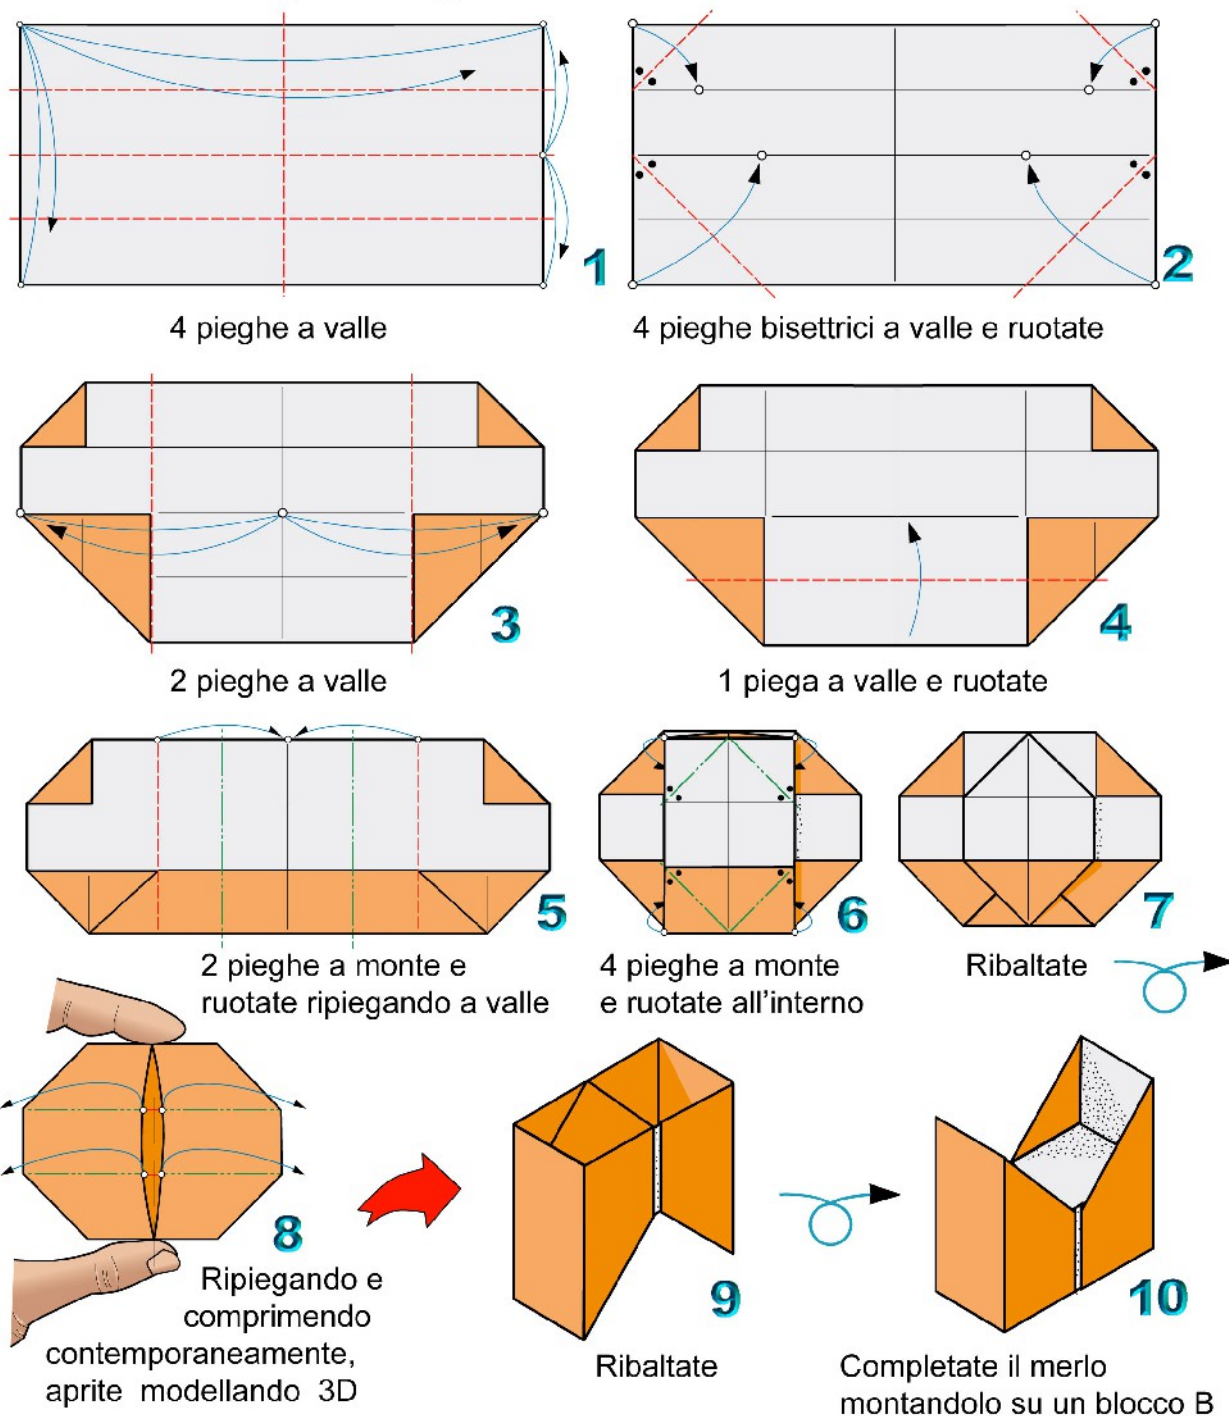 1
4 pieghe a valle
2
4 pieghe bisettrici a valle e ruotate
3
2 pieghe a valle
4
1 piega a valle e ruotate
5
2 pieghe a monte e
ruotate ripiegando a valle
6
4 pieghe a monte
e ruotate all'interno
7
Ribaltate
8
Ripiegando e
comprimendo
contemporaneamente,
aprite modellando 3D
9
Ribaltate
10
Completate il merlo
montandolo su un blocco B